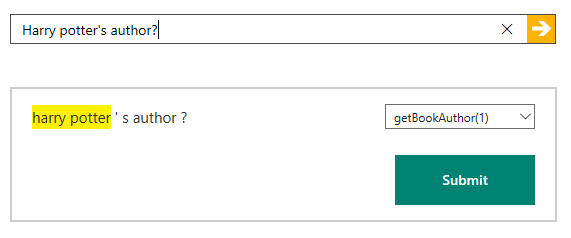 Harry potter's author?
harry potter ' s author ?
getBookAuthor(1)
Submit